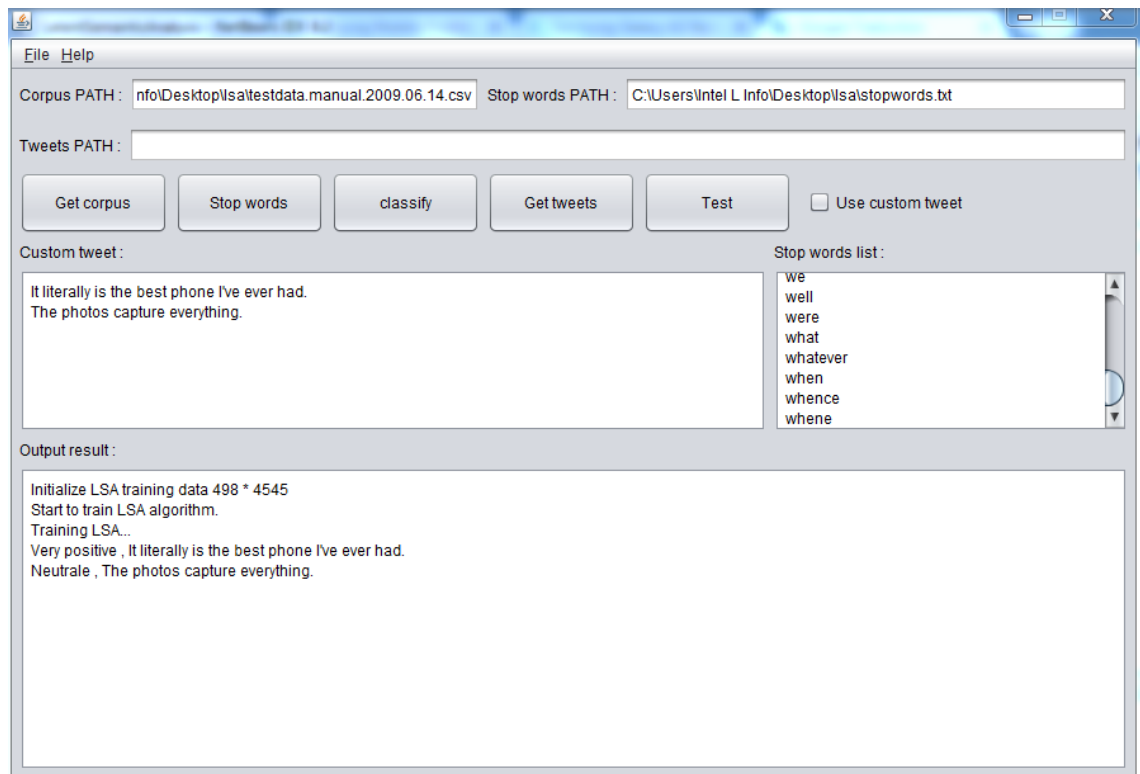 File Help
Corpus PATH : nfo\Desktop\lsa\testdata.manual.2009.06.14.csv Stop words PATH : C:\Users\Intel L Info\Desktop\lsa\stopwords.txt
Tweets PATH :
Get corpus Stop words classify Get tweets Test Use custom tweet
Custom tweet : Stop words list :
It literally is the best phone I've ever had.
The photos capture everything.
we
well
were
what
whatever
when
whence
whene
Output result :
Initialize LSA training data 498 * 4545
Start to train LSA algorithm.
Training LSA...
Very positive , It literally is the best phone I've ever had.
Neutrale , The photos capture everything.